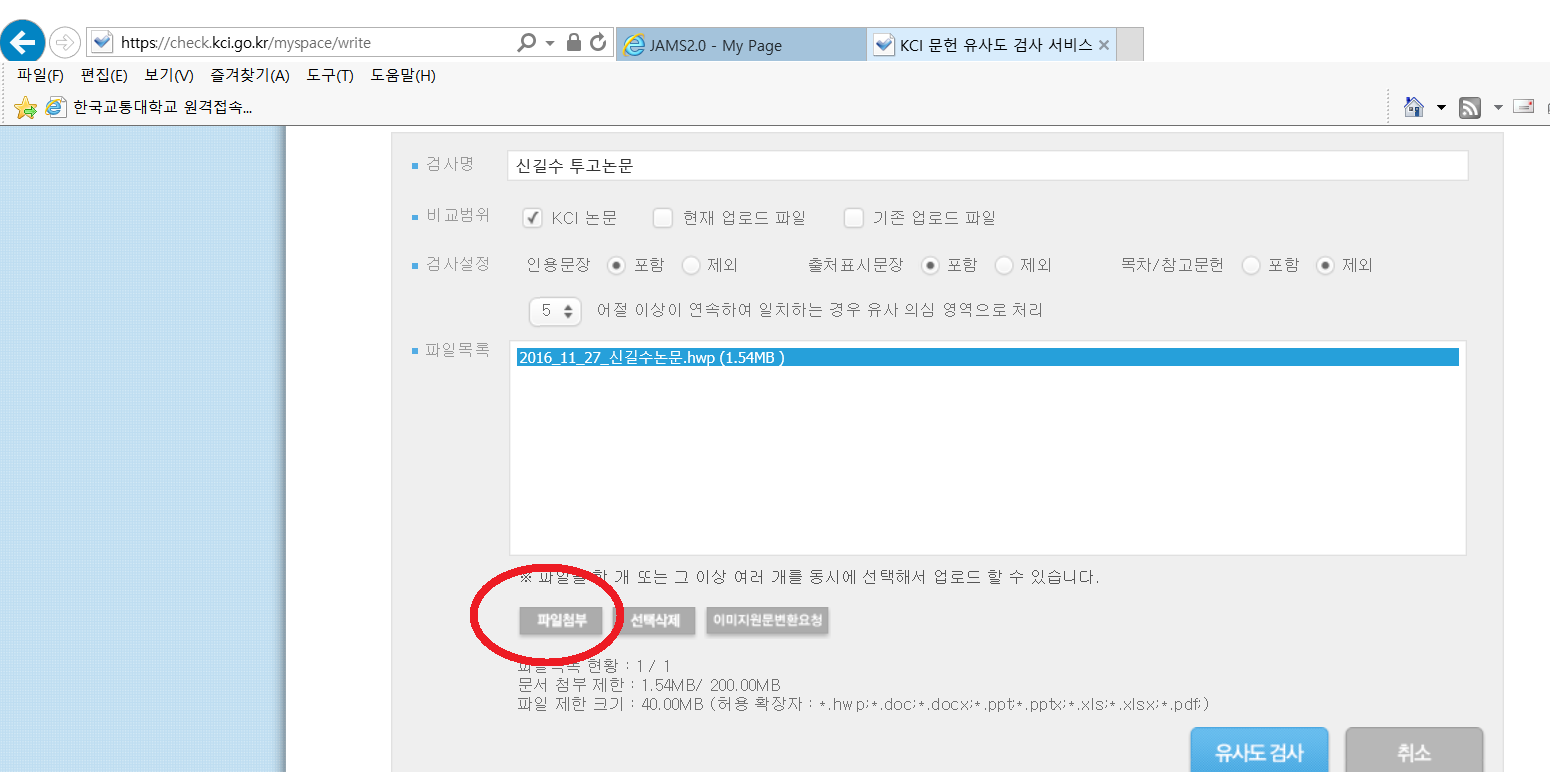 https://check.kci.go.kr/myspace/write
JAMS2.0 - My Page
KCI 문헌 유사도 검사 서비스
파일(F) 편집(E) 보기(V) 즐겨찾기(A) 도구(T) 도움말(H)
한국교통대학교 원격접속...
검사명 신길수 투고논문
비교범위 KCI 논문 현재 업로드 파일 기존 업로드 파일
검사설정 인용문장 포함 제외 출처표시문장 포함 제외 목차/참고문헌 포함 제외
5 어절 이상이 연속하여 일치하는 경우 유사 의심 영역으로 처리
파일목록 2016_11_27_신길수논문.hwp (1.54MB )
※ 파일을 한 개 또는 그 이상 여러 개를 동시에 선택해서 업로드 할 수 있습니다.
파일첨부 선택삭제 이미지원문변환요청
파일목록 현황 : 1 / 1
문서 첨부 제한 : 1.54MB/ 200.00MB
파일 제한 크기 : 40.00MB (허용 확장자 : *.hwp;*.doc;*.docx;*.ppt;*.pptx;*.xls;*.xlsx;*.pdf;)
유사도 검사 취소